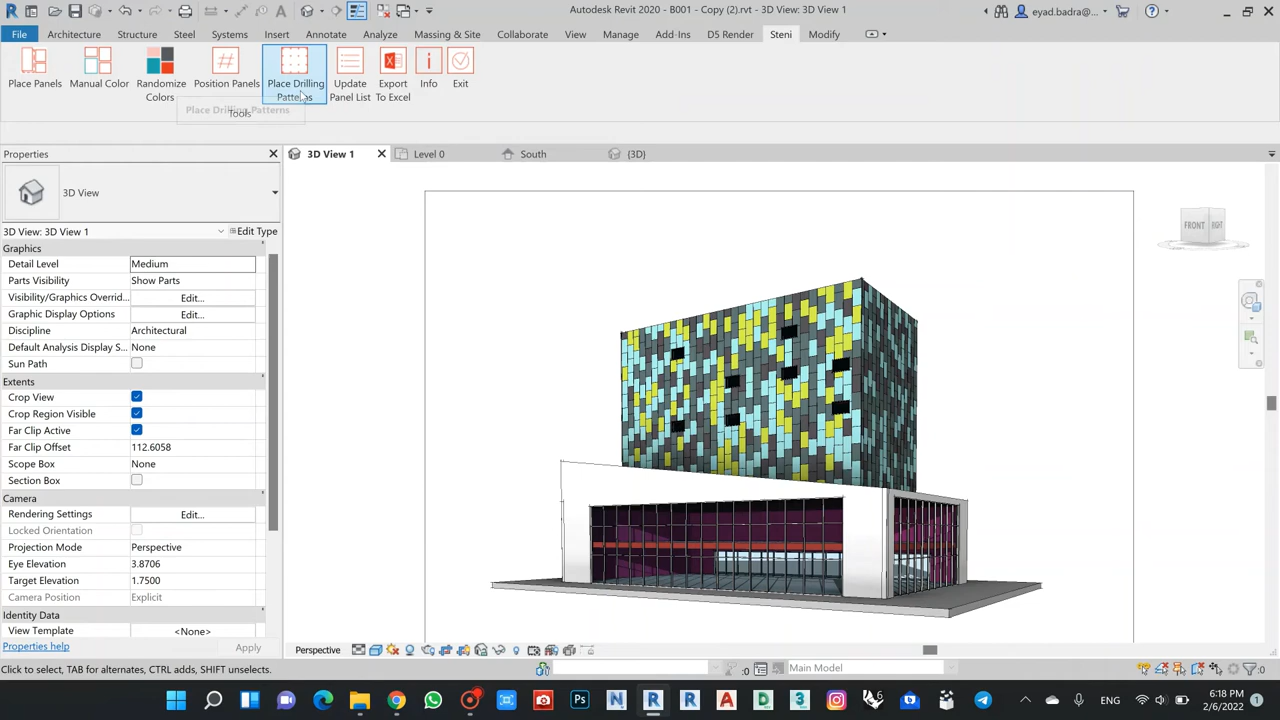 Autodesk Revit 2020 - B001 - Copy (2).rvt - 3D View: 3D View 1
eyad.badra@...
File Architecture Structure Steel Systems Insert Annotate Analyze Massing & Site Collaborate View Manage Add-Ins D5 Render Steni Modify
Place Panels Manual Color Randomize Colors Position Panels Place Drilling Patterns Update Panel List Export To Excel Info Exit
Place Drilling Patterns
Tools
Properties
3D View 1 Level 0 South {3D}
3D View
3D View: 3D View 1 Edit Type
Graphics
Detail Level Medium
Parts Visibility Show Parts
Visibility/Graphics Overrid... Edit...
Graphic Display Options Edit...
Discipline Architectural
Default Analysis Display S... None
Sun Path
Extents
Crop View
Crop Region Visible
Far Clip Active
Far Clip Offset 112.6058
Scope Box None
Section Box
Camera
Rendering Settings Edit...
Locked Orientation
Projection Mode Perspective
Eye Elevation 3.8706
Target Elevation 1.7500
Camera Position Explicit
Identity Data
View Template <None>
Properties help Apply
FRONT RIGHT
Perspective
Click to select, TAB for alternates, CTRL adds, SHIFT unselects.
:0 Main Model :0
ENG 6:18 PM
2/6/2022